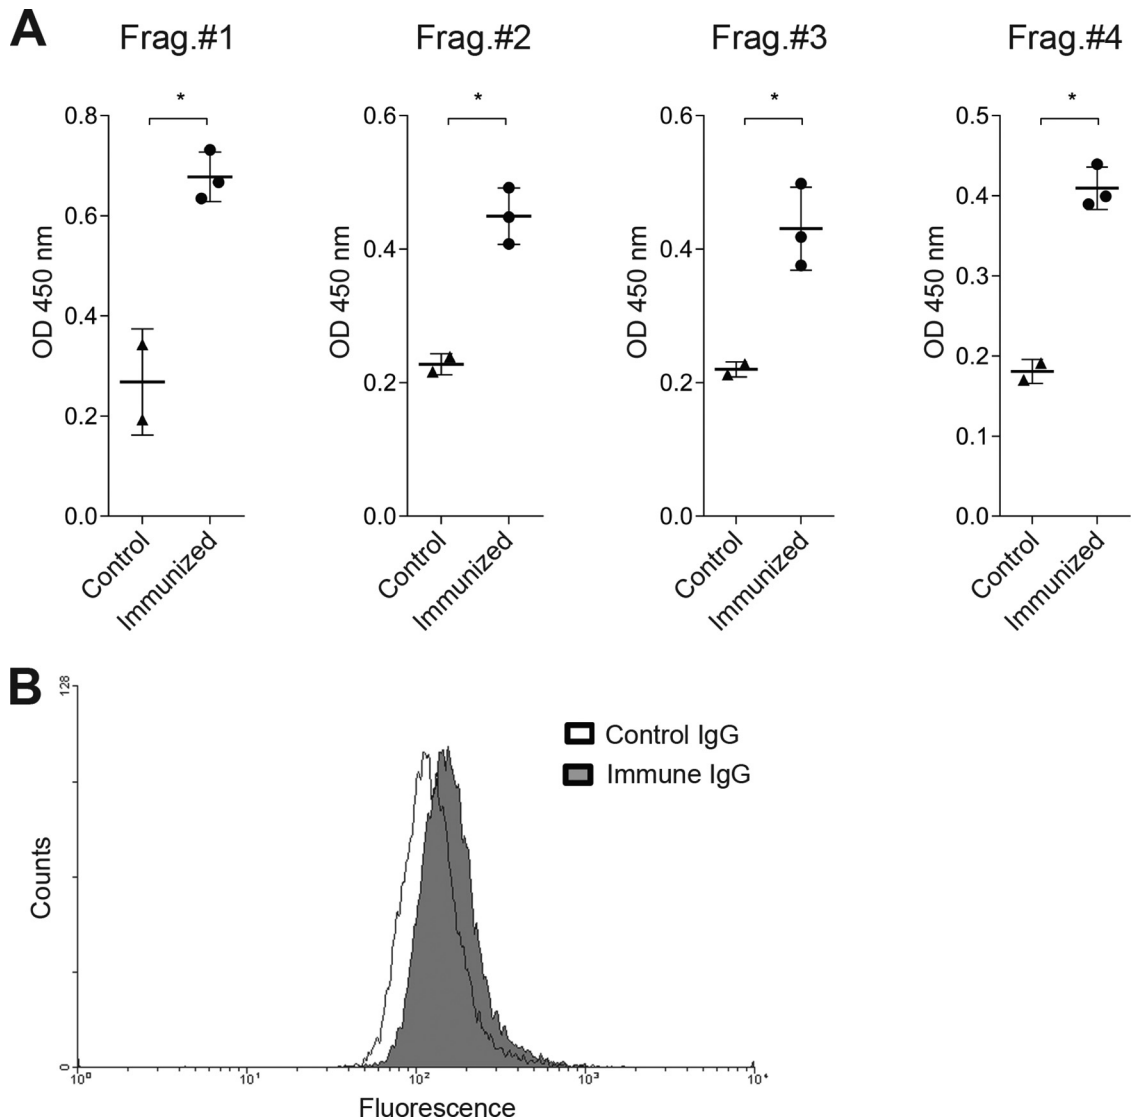 A
Frag.#1
Frag.#2
Frag.#3
Frag.#4
*
*
*
*
OD 450 nm
0.8
0.6
0.4
0.2
0.0
Control
Immunized
OD 450 nm
0.6
0.4
0.2
0.0
Control
Immunized
OD 450 nm
0.6
0.4
0.2
0.0
Control
Immunized
OD 450 nm
0.5
0.4
0.3
0.2
0.1
0.0
Control
Immunized
B
128
0
Counts
Control IgG
Immune IgG
10⁰
10¹
10²
10³
10⁴
Fluorescence